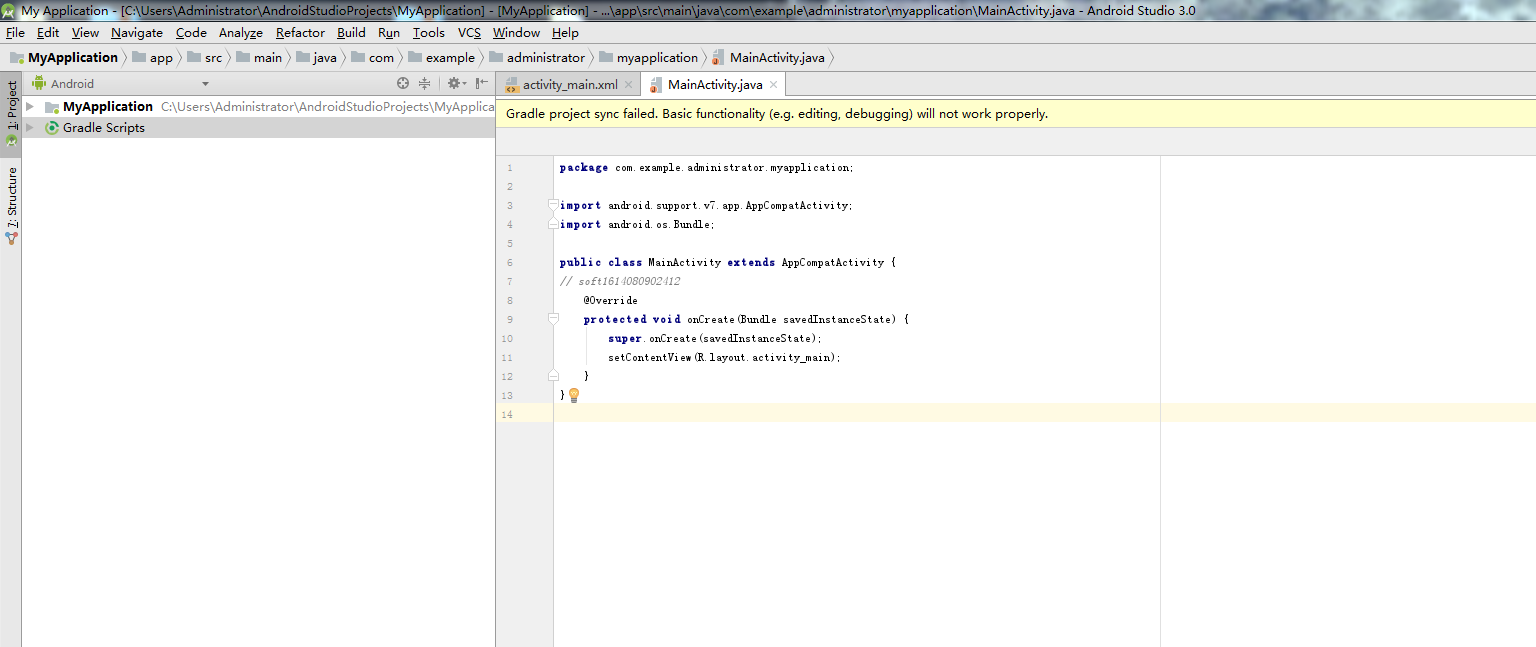 My Application - [C:\Users\Administrator\AndroidStudioProjects\MyApplication] - [MyApplication] - ...\app\src\main\java\com\example\administrator\myapplication\MainActivity.java - Android Studio 3.0
File Edit View Navigate Code Analyze Refactor Build Run Tools VCS Window Help
MyApplication app src main java com example administrator myapplication MainActivity.java
1: Project
7: Structure
Android
MyApplication C:\Users\Administrator\AndroidStudioProjects\MyApplica
Gradle Scripts
activity_main.xml MainActivity.java
Gradle project sync failed. Basic functionality (e.g. editing, debugging) will not work properly.
1 package com.example.administrator.myapplication;
2
3 import android.support.v7.app.AppCompatActivity;
4 import android.os.Bundle;
5
6 public class MainActivity extends AppCompatActivity {
7 // soft1614080902412
8 @Override
9 protected void onCreate(Bundle savedInstanceState) {
10 super.onCreate(savedInstanceState);
11 setContentView(R.layout.activity_main);
12 }
13 }
14